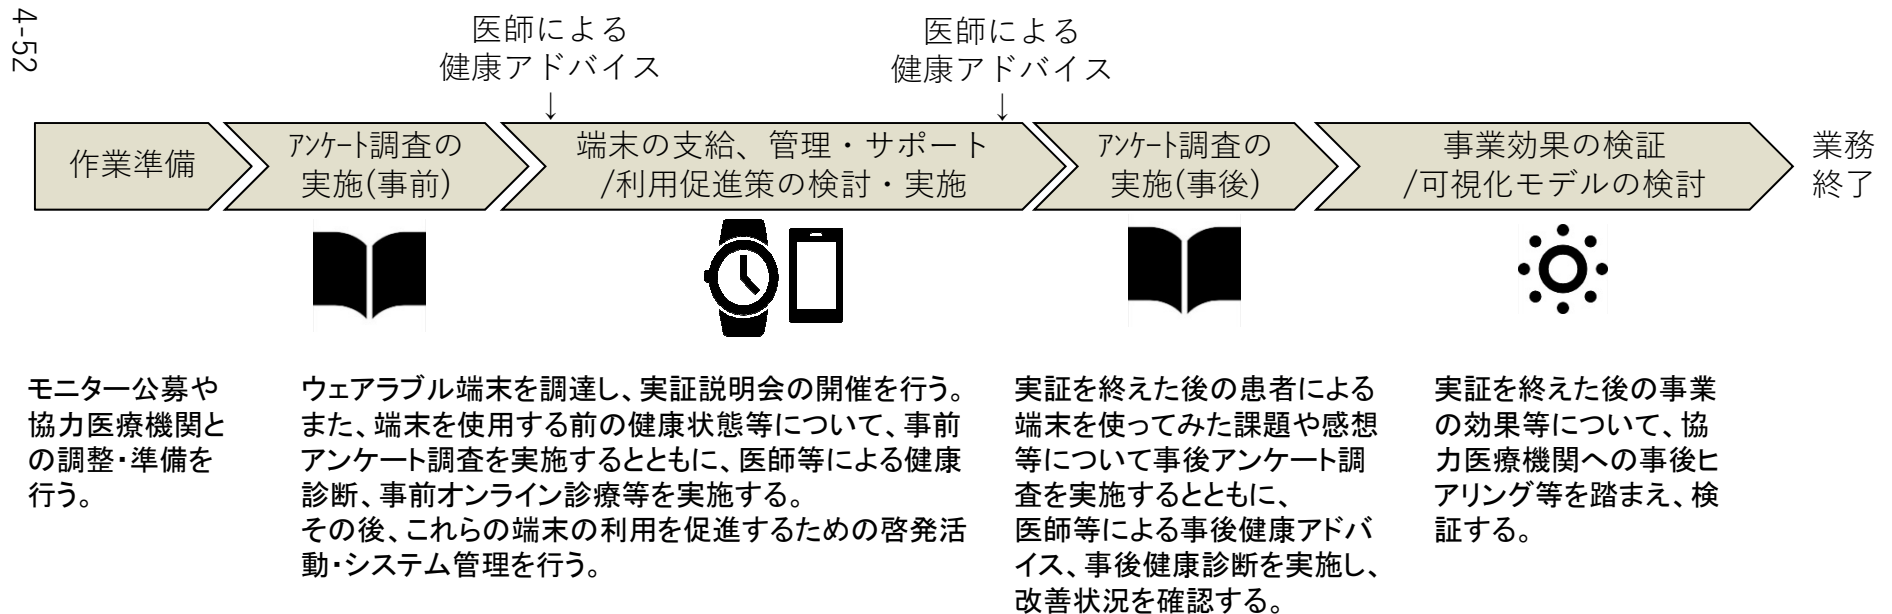 4-52
医師による
健康アドバイス
↓
医師による
健康アドバイス
↓
作業準備
ｱﾝｹｰﾄ調査の
実施(事前)
端末の支給、管理・サポート
/利用促進策の検討・実施
ｱﾝｹｰﾄ調査の
実施(事後)
事業効果の検証
/可視化モデルの検討
業務
終了
モニター公募や
協力医療機関と
の調整・準備を
行う。
ウェアラブル端末を調達し、実証説明会の開催を行う。
また、端末を使用する前の健康状態等について、事前
アンケート調査を実施するとともに、医師等による健康
診断、事前オンライン診療等を実施する。
その後、これらの端末の利用を促進するための啓発活
動・システム管理を行う。
実証を終えた後の患者による
端末を使ってみた課題や感想
等について事後アンケート調
査を実施するとともに、
医師等による事後健康アドバ
イス、事後健康診断を実施し、
改善状況を確認する。
実証を終えた後の事業
の効果等について、協
力医療機関への事後ヒ
アリング等を踏まえ、検
証する。